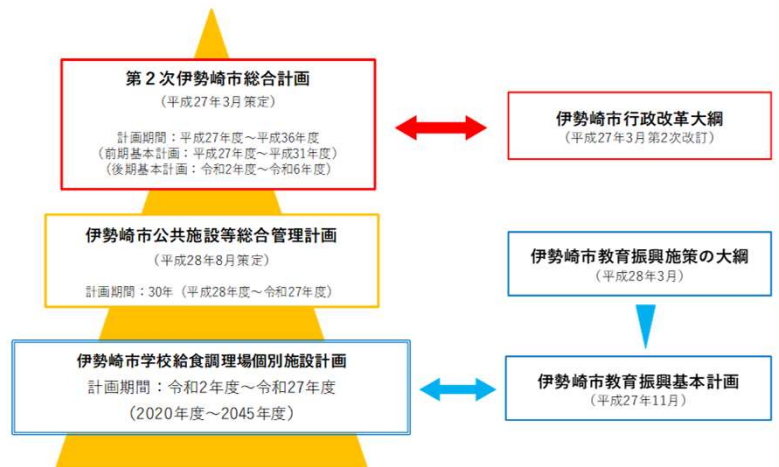 第２次伊勢崎市総合計画
（平成27年3月策定）
計画期間：平成27年度～平成36年度
（前期基本計画：平成27年度～平成31年度）
（後期基本計画：令和2年度～令和6年度）
伊勢崎市行政改革大綱
（平成27年3月第2次改訂）
伊勢崎市公共施設等総合管理計画
（平成28年8月策定）
計画期間：30年（平成28年度～令和27年度）
伊勢崎市教育振興施策の大綱
（平成28年3月）
伊勢崎市学校給食調理場個別施設計画
計画期間：令和2年度～令和27年度
（2020年度～2045年度）
伊勢崎市教育振興基本計画
（平成27年11月）